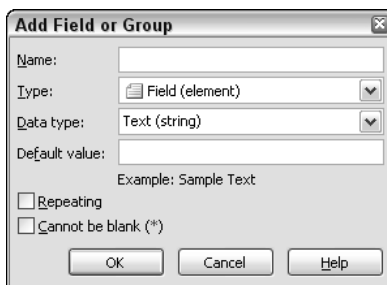 Add Field or Group
Name:
Type: Field (element)
Data type: Text (string)
Default value:
Example: Sample Text
Repeating
Cannot be blank (*)
OK Cancel Help